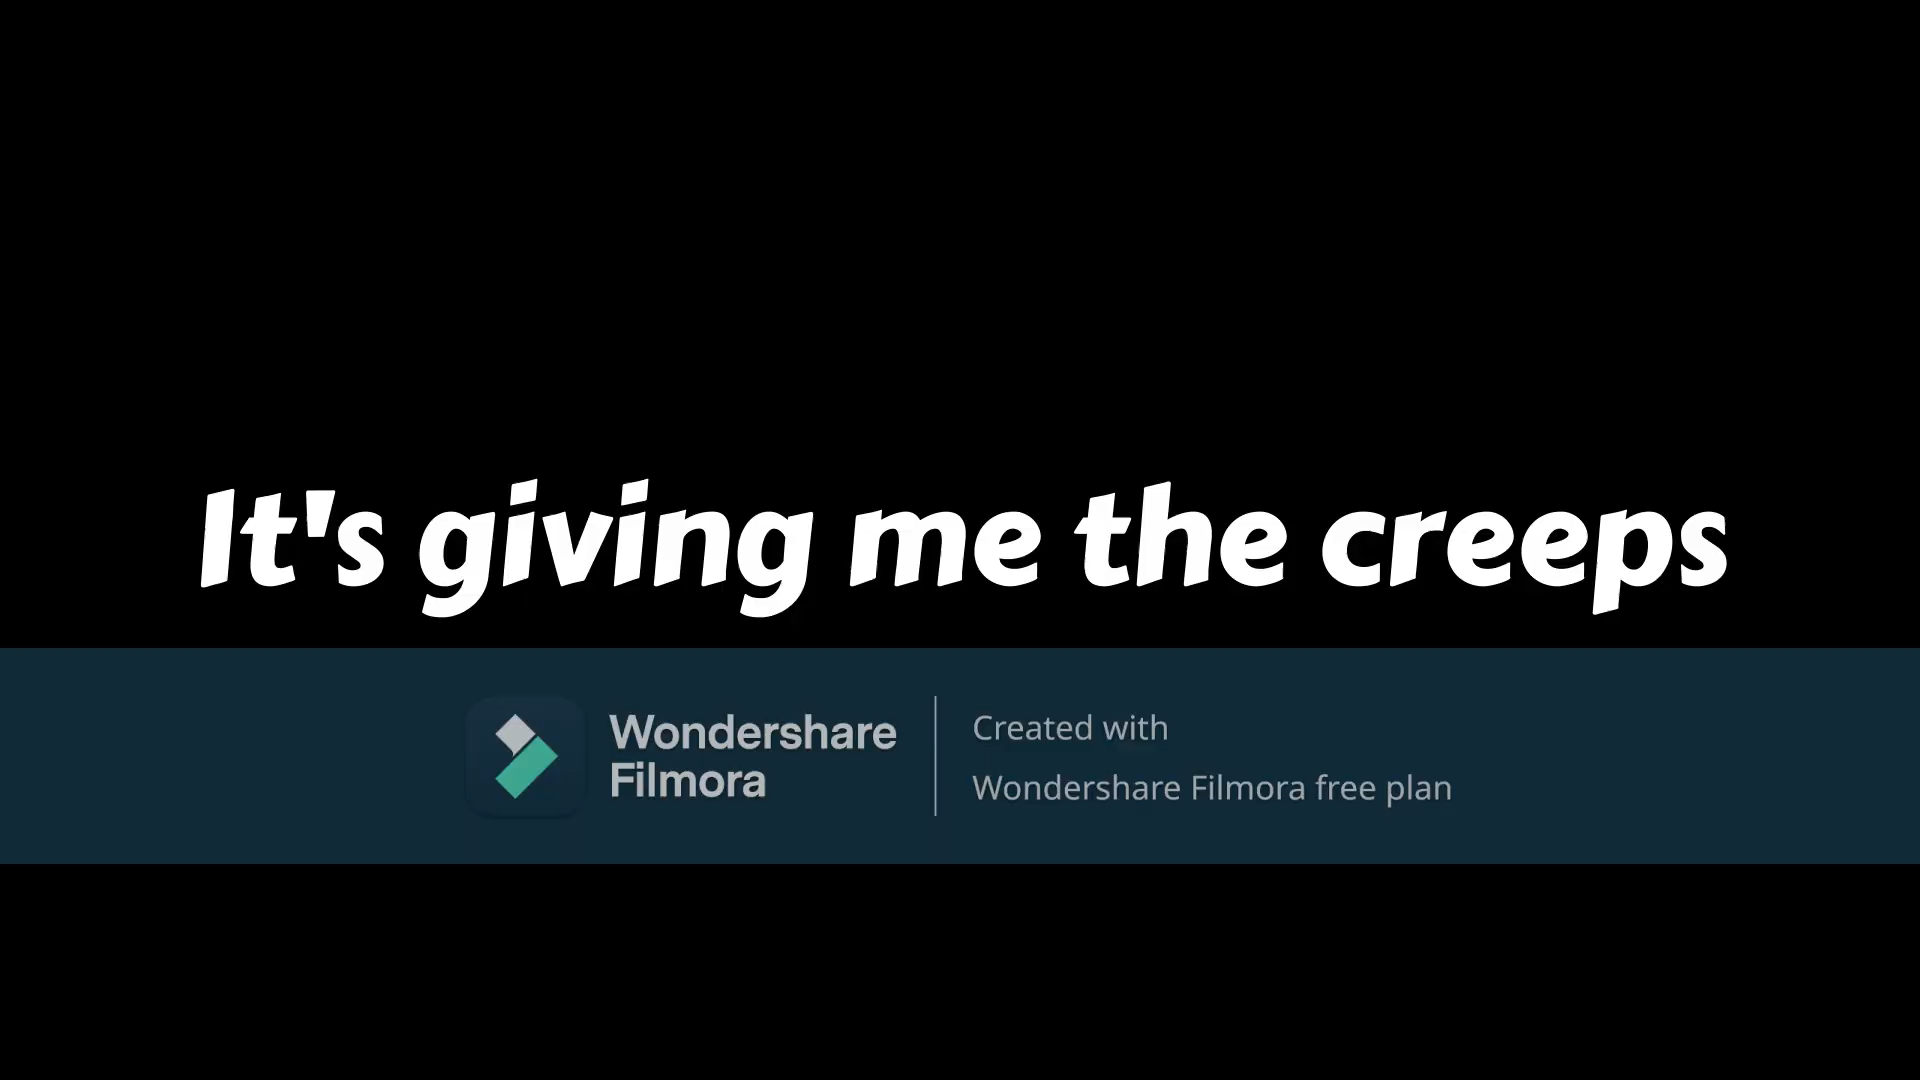 It's giving me the creeps
Wondershare
Filmora
Created with
Wondershare Filmora free plan